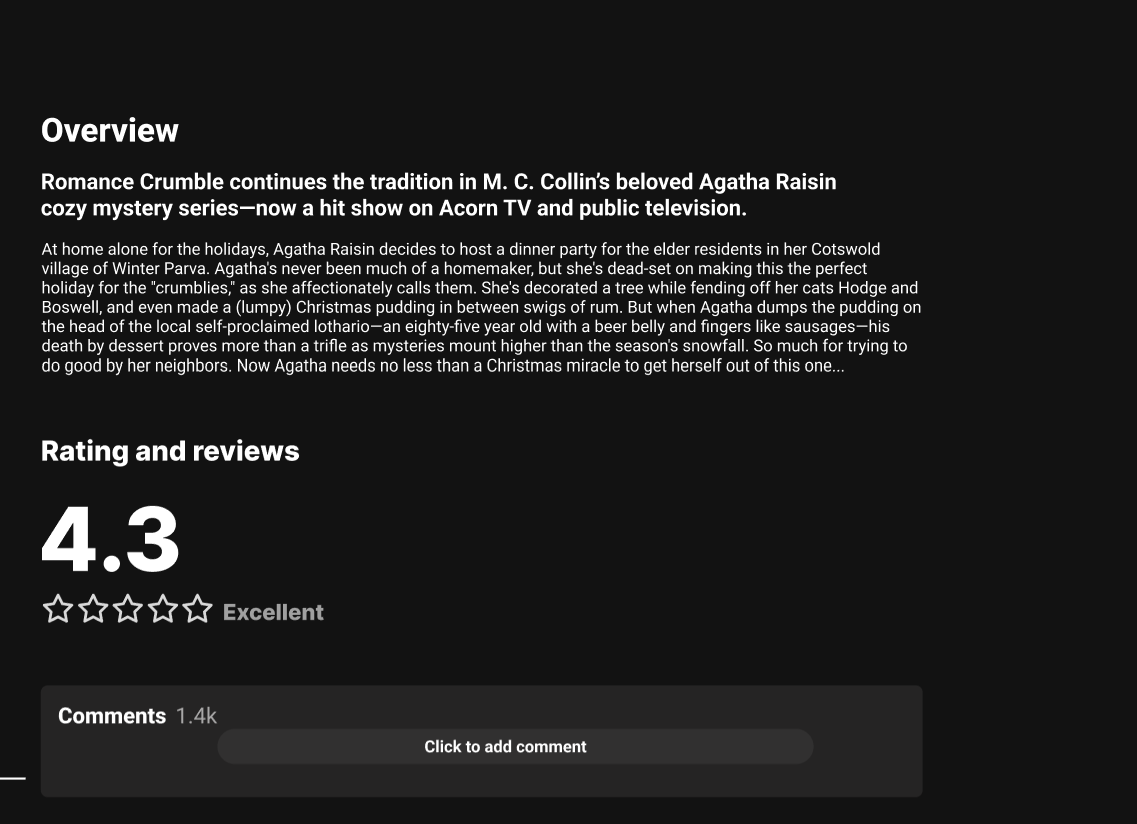 Overview
Romance Crumble continues the tradition in M. C. Collin’s beloved Agatha Raisin
cozy mystery series—now a hit show on Acorn TV and public television.
At home alone for the holidays, Agatha Raisin decides to host a dinner party for the elder residents in her Cotswold
village of Winter Parva. Agatha's never been much of a homemaker, but she's dead-set on making this the perfect
holiday for the "crumblies," as she affectionately calls them. She's decorated a tree while fending off her cats Hodge and
Boswell, and even made a (lumpy) Christmas pudding in between swigs of rum. But when Agatha dumps the pudding on
the head of the local self-proclaimed lothario—an eighty-five year old with a beer belly and fingers like sausages—his
death by dessert proves more than a trifle as mysteries mount higher than the season's snowfall. So much for trying to
do good by her neighbors. Now Agatha needs no less than a Christmas miracle to get herself out of this one...
Rating and reviews
4.3
Excellent
Comments 1.4k
Click to add comment